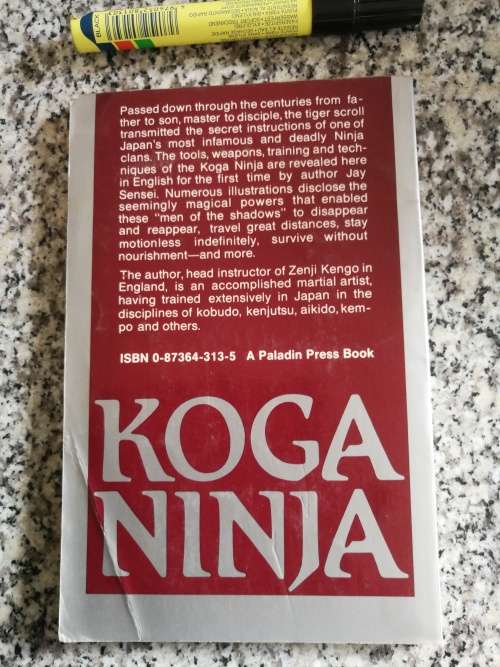 BLACK
Passed down through the centuries from fa-
ther to son, master to disciple, the tiger scroll
transmitted the secret instructions of one of
Japan's most infamous and deadly Ninja
clans. The tools, weapons, training and tech-
niques of the Koga Ninja are revealed here
in English for the first time by author Jay
Sensei. Numerous illustrations disclose the
seemingly magical powers that enabled
these "men of the shadows" to disappear
and reappear, travel great distances, stay
motionless indefinitely, survive without
nourishment—and more.
The author, head instructor of Zenji Kengo in
England, is an accomplished martial artist,
having trained extensively in Japan in the
disciplines of kobudo, kenjutsu, aikido, kem-
po and others.
ISBN 0-87364-313-5 A Paladin Press Book
KOGA
NINJA